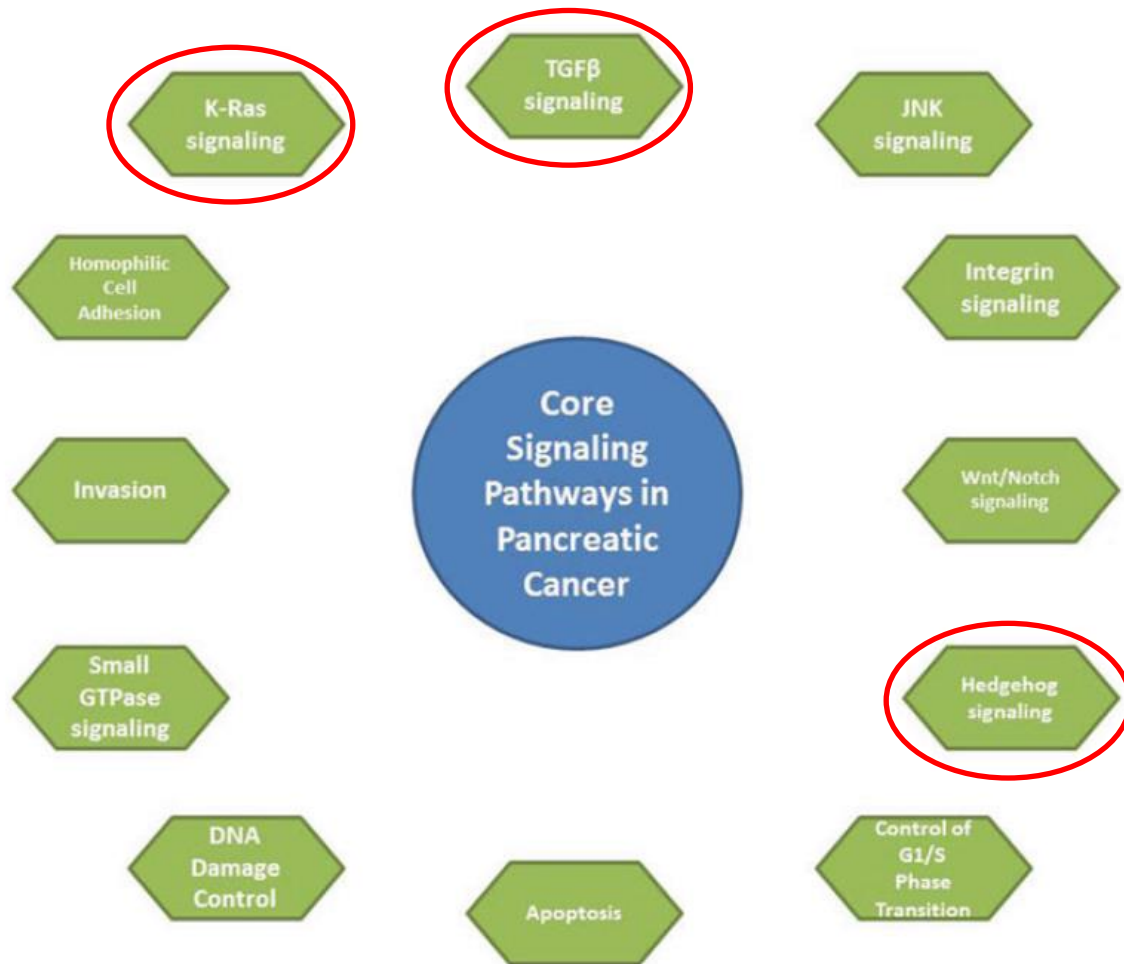 K-Ras
signaling
TGFβ
signaling
JNK
signaling
Homophilic
Cell
Adhesion
Integrin
signaling
Core
Signaling
Pathways in
Pancreatic
Cancer
Invasion
Wnt/Notch
signaling
Small
GTPase
signaling
Hedgehog
signaling
DNA
Damage
Control
Apoptosis
Control of
G1/S
Phase
Transition